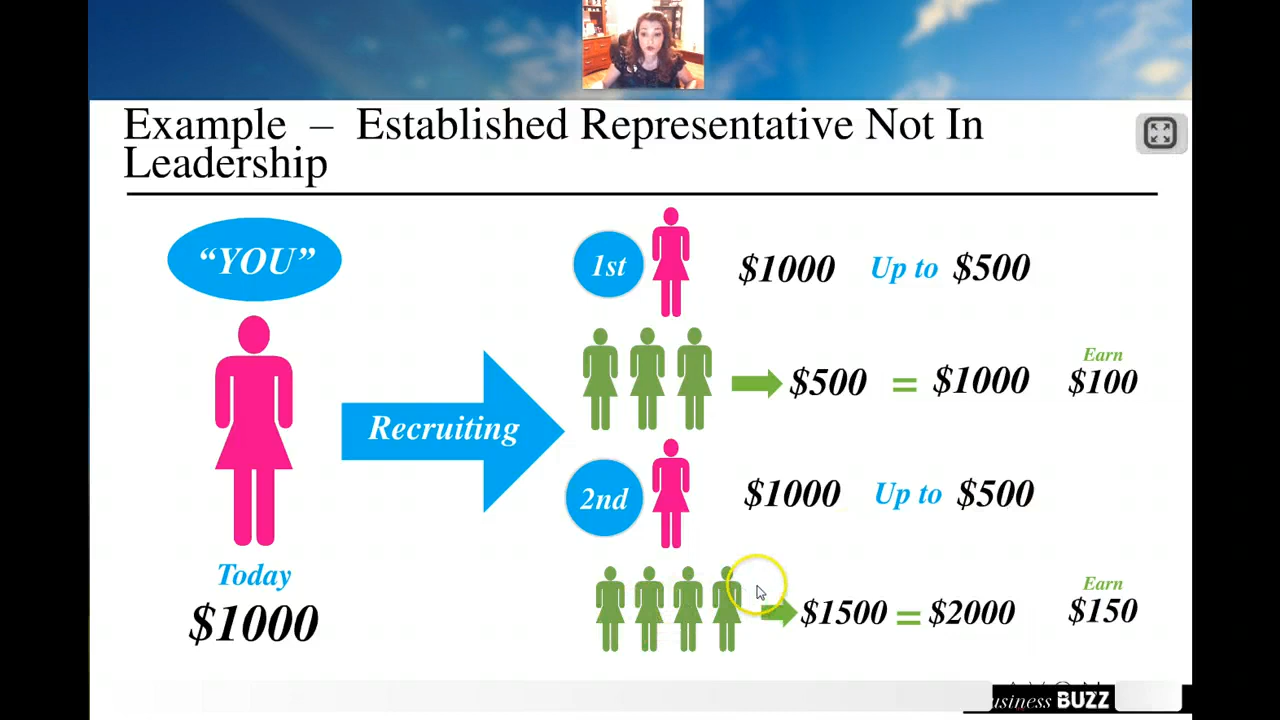 Example – Established Representative Not In
Leadership
“YOU”
Recruiting
Today
$1000
1st
$1000 Up to $500
$500 = $1000
Earn
$100
2nd
$1000 Up to $500
$1500 = $2000
Earn
$150
BUZZ